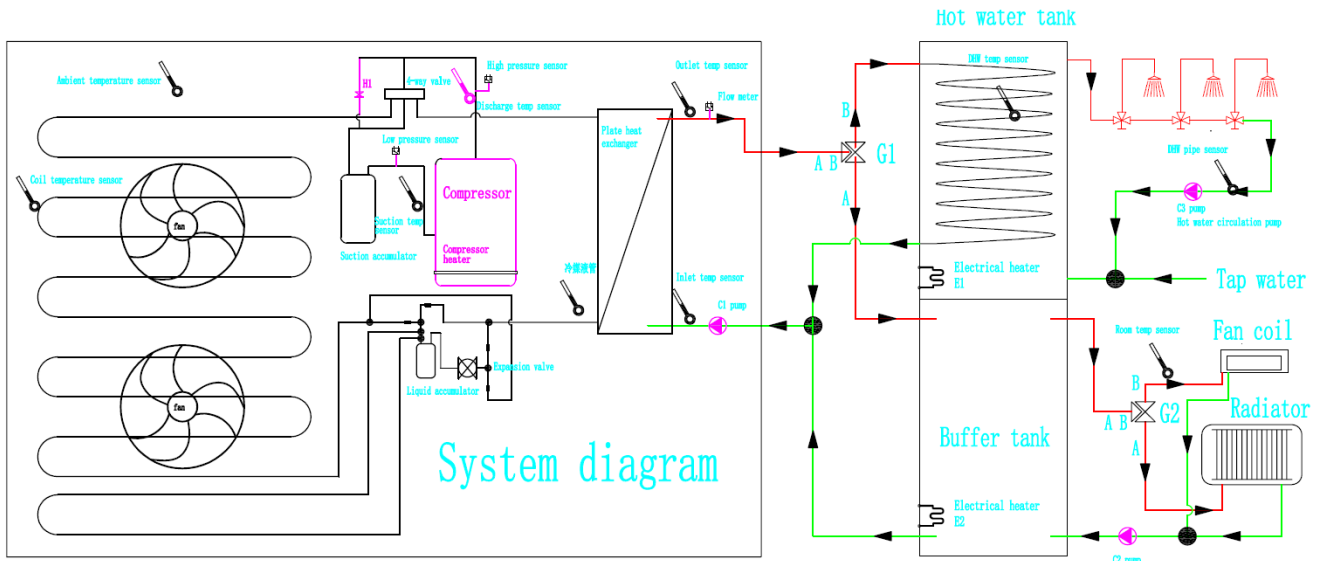 Hot water tank
Ambient temperature sensor
H1
4-way valve
High pressure sensor
Discharge temp sensor
Outlet temp sensor
Flow meter
DHW temp sensor
Low pressure sensor
Plate heat
exchanger
B
A B
G1
A
DHW pipe sensor
Coil temperature sensor
fan
Suction temp
sensor
Suction accumulator
Compressor
Compressor
heater
C3 pump
Hot water circulation pump
冷媒液管
Inlet temp sensor
C1 pump
Electrical heater
E1
Tap water
Room temp sensor
Fan coil
fan
Liquid accumulator
Expansion valve
B
A B
G2
A
Radiator
System diagram
Buffer tank
Electrical heater
E2
C2 pump